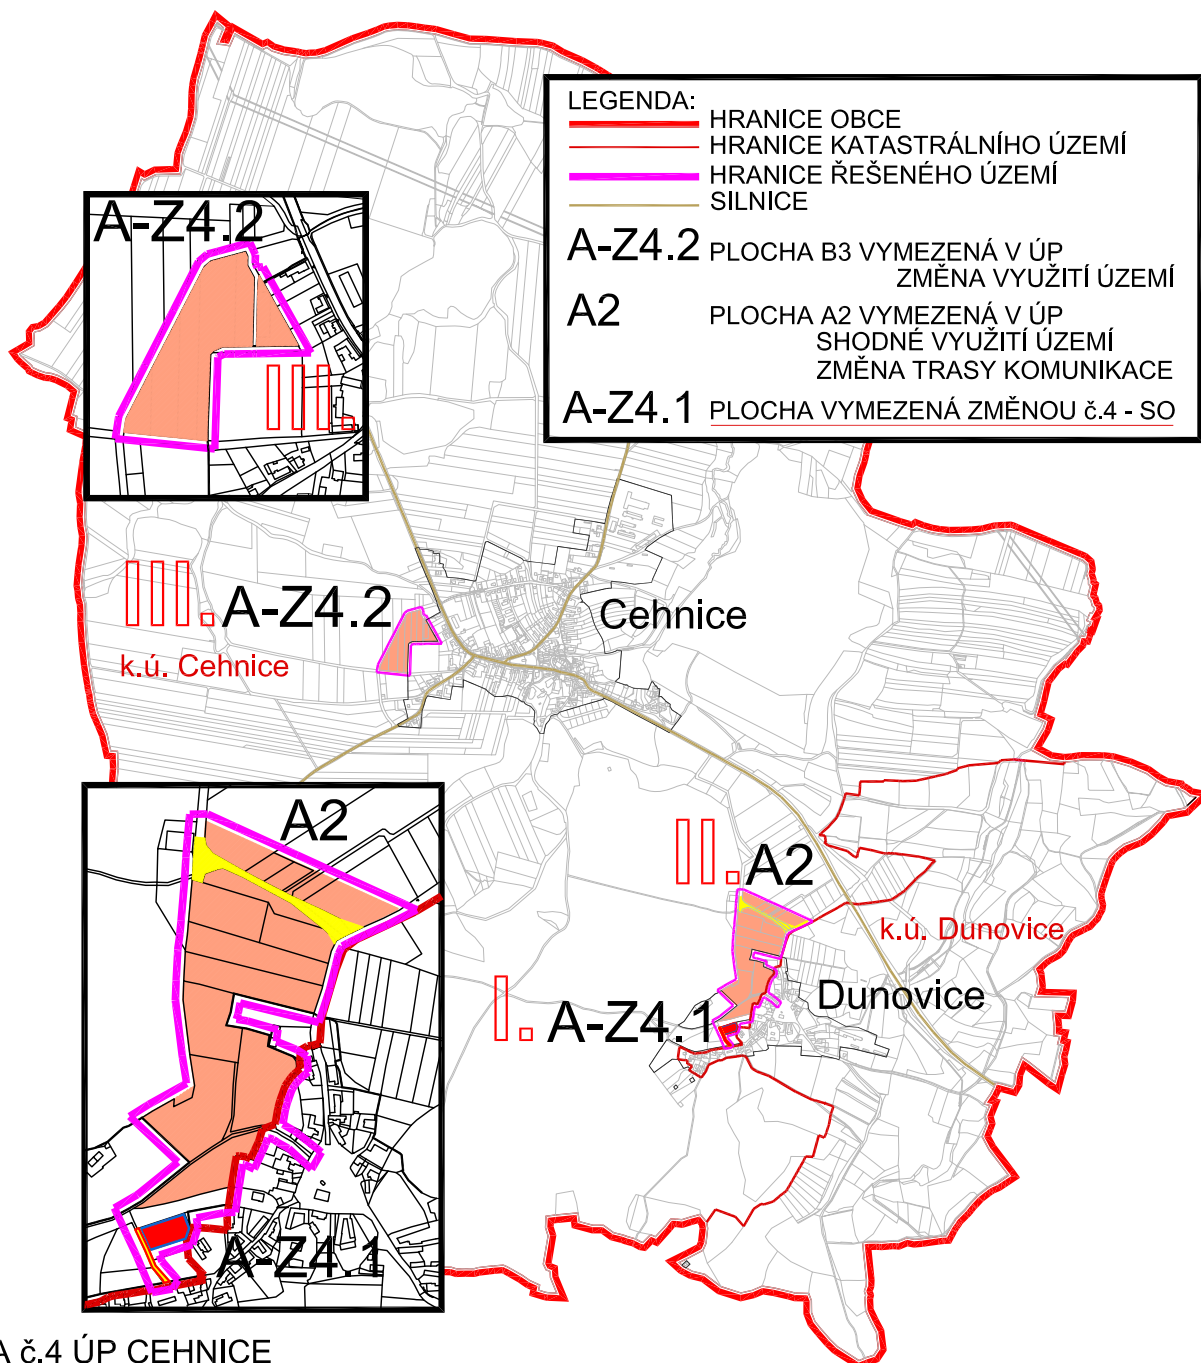 LEGENDA:
HRANICE OBCE
HRANICE KATASTRÁLNÍHO ÚZEMÍ
HRANICE ŘEŠENÉHO ÚZEMÍ
SILNICE
A-Z4.2 PLOCHA B3 VYMEZENÁ V ÚP
ZMĚNA VYUŽITÍ ÚZEMÍ
A2 PLOCHA A2 VYMEZENÁ V ÚP
SHODNÉ VYUŽITÍ ÚZEMÍ
ZMĚNA TRASY KOMUNIKACE
A-Z4.1 PLOCHA VYMEZENÁ ZMĚNOU č.4 - SO
A-Z4.2
III.
III. A-Z4.2
k.ú. Cehnice
Cehnice
A2
II. A2
k.ú. Dunovice
Dunovice
I. A-Z4.1
A-Z4.1
A č.4 ÚP CEHNICE